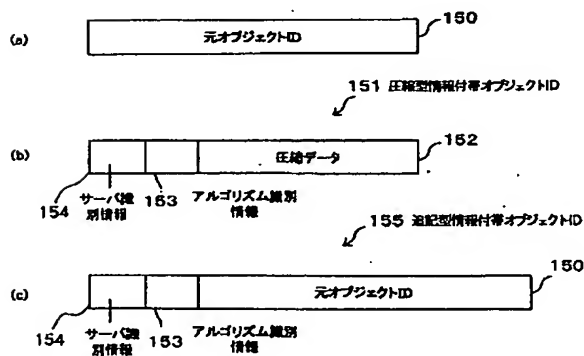 (a)
元オブジェクトID
150
151 圧縮型情報付帯オブジェクトID
(b)
圧縮データ
152
154
サーバ識別情報
153
アルゴリズム識別情報
155 追記型情報付帯オブジェクトID
(c)
元オブジェクトID
150
154
サーバ識別情報
153
アルゴリズム識別情報